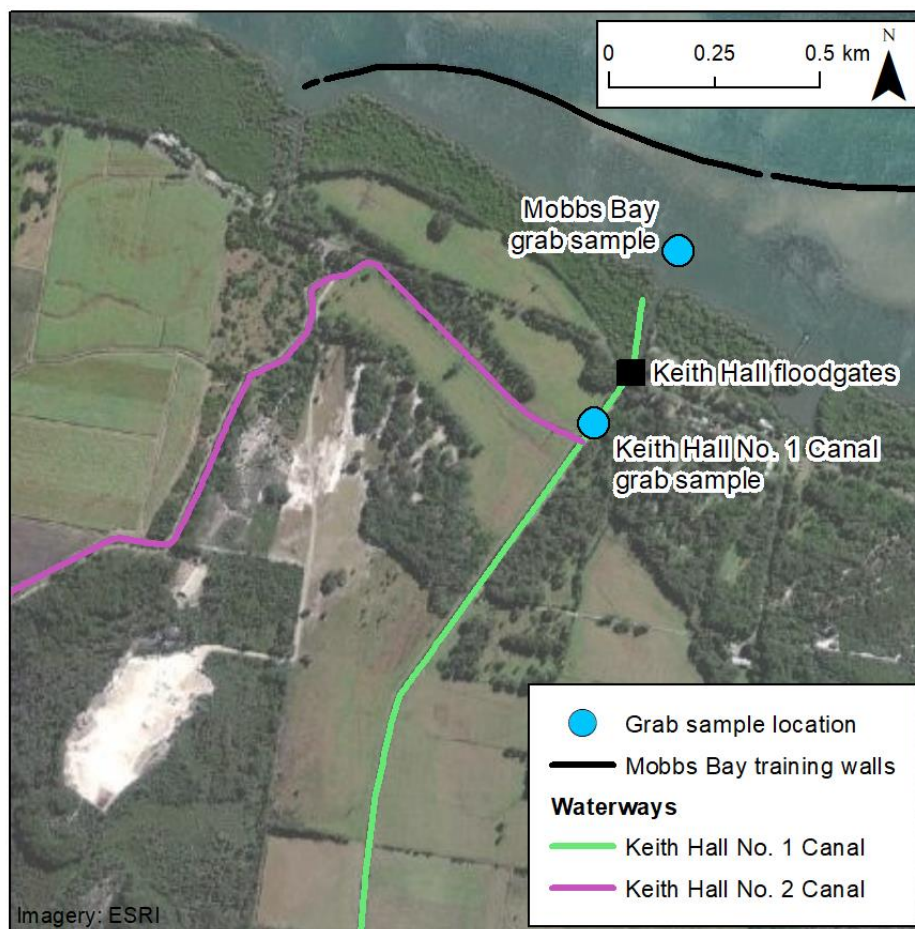 0 0.25 0.5 km
N
Mobbs Bay
grab sample
Keith Hall floodgates
Keith Hall No. 1 Canal
grab sample
Grab sample location
Mobbs Bay training walls
Waterways
Keith Hall No. 1 Canal
Keith Hall No. 2 Canal
Imagery: ESRI